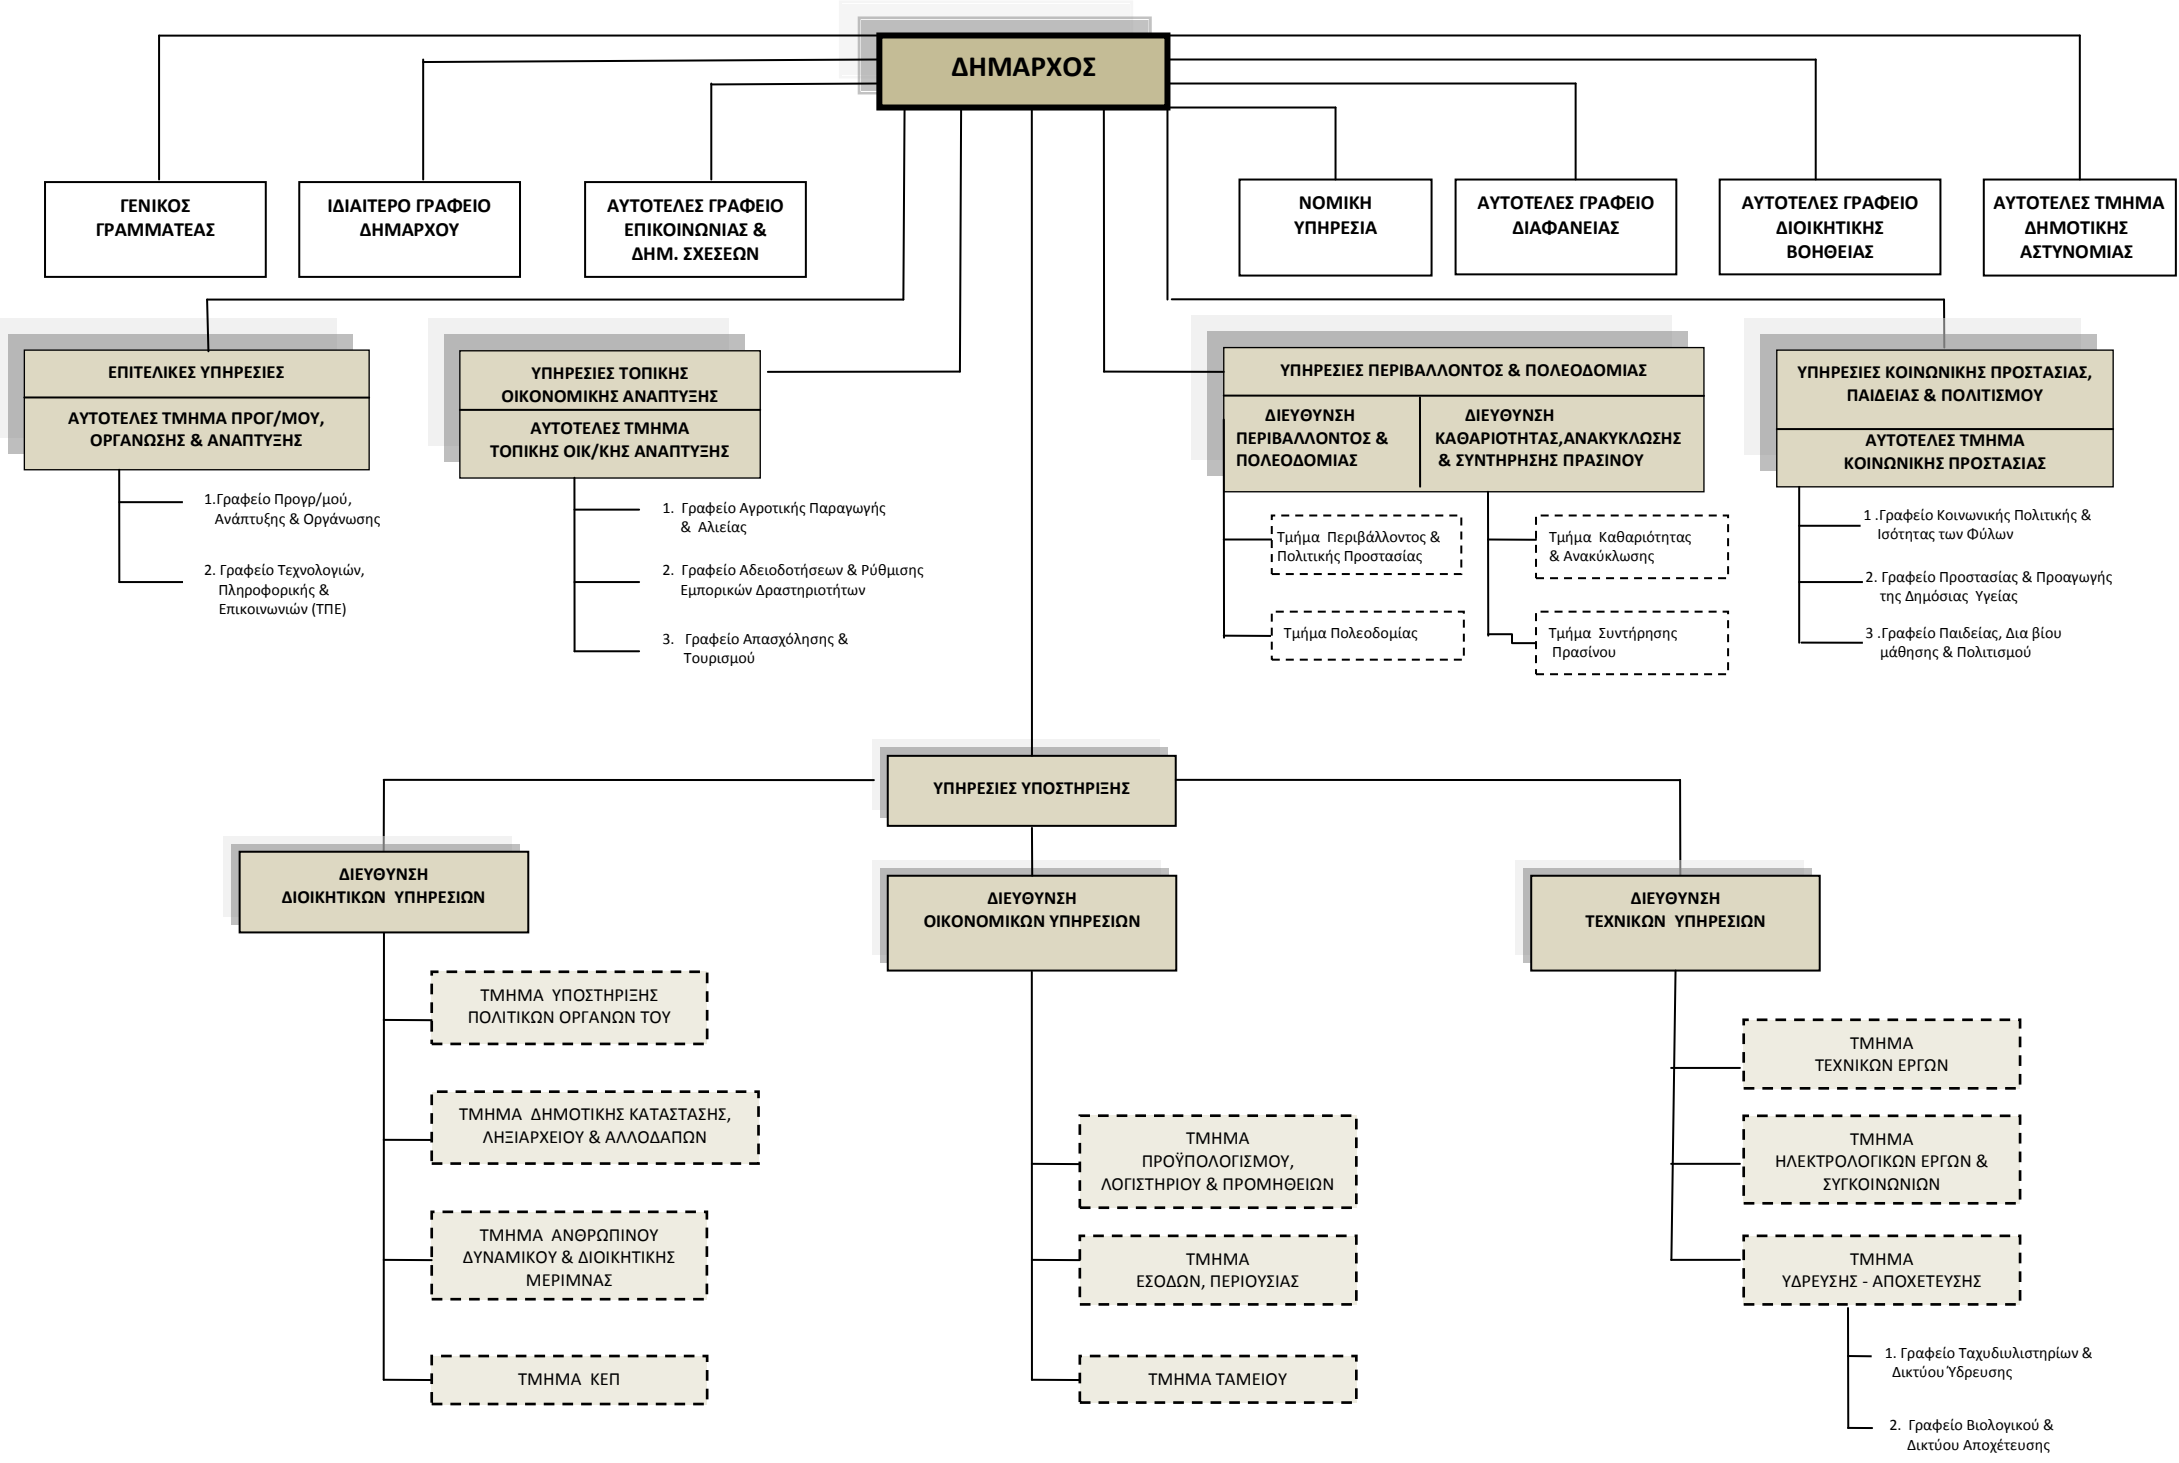 ΔΗΜΑΡΧΟΣ
ΓΕΝΙΚΟΣ
ΓΡΑΜΜΑΤΕΑΣ
ΙΔΙΑΙΤΕΡΟ ΓΡΑΦΕΙΟ
ΔΗΜΑΡΧΟΥ
ΑΥΤΟΤΕΛΕΣ ΓΡΑΦΕΙΟ
ΕΠΙΚΟΙΝΩΝΙΑΣ &
ΔΗΜ. ΣΧΕΣΕΩΝ
ΝΟΜΙΚΗ
ΥΠΗΡΕΣΙΑ
ΑΥΤΟΤΕΛΕΣ ΓΡΑΦΕΙΟ
ΔΙΑΦΑΝΕΙΑΣ
ΑΥΤΟΤΕΛΕΣ ΓΡΑΦΕΙΟ
ΔΙΟΙΚΗΤΙΚΗΣ
ΒΟΗΘΕΙΑΣ
ΑΥΤΟΤΕΛΕΣ ΤΜΗΜΑ
ΔΗΜΟΤΙΚΗΣ
ΑΣΤΥΝΟΜΙΑΣ
ΕΠΙΤΕΛΙΚΕΣ ΥΠΗΡΕΣΙΕΣ
ΑΥΤΟΤΕΛΕΣ ΤΜΗΜΑ ΠΡΟΓ/ΜΟΥ,
ΟΡΓΑΝΩΣΗΣ & ΑΝΑΠΤΥΞΗΣ
1.Γραφείο Προγρ/μού,
Ανάπτυξης & Οργάνωσης
2. Γραφείο Τεχνολογιών,
Πληροφορικής &
Επικοινωνιών (ΤΠΕ)
ΥΠΗΡΕΣΙΕΣ ΤΟΠΙΚΗΣ
ΟΙΚΟΝΟΜΙΚΗΣ ΑΝΑΠΤΥΞΗΣ
ΑΥΤΟΤΕΛΕΣ ΤΜΗΜΑ
ΤΟΠΙΚΗΣ ΟΙΚ/ΚΗΣ ΑΝΑΠΤΥΞΗΣ
1. Γραφείο Αγροτικής Παραγωγής
& Αλιείας
2. Γραφείο Αδειοδοτήσεων & Ρύθμισης
Εμπορικών Δραστηριοτήτων
3. Γραφείο Απασχόλησης &
Τουρισμού
ΥΠΗΡΕΣΙΕΣ ΠΕΡΙΒΑΛΛΟΝΤΟΣ & ΠΟΛΕΟΔΟΜΙΑΣ
ΔΙΕΥΘΥΝΣΗ
ΠΕΡΙΒΑΛΛΟΝΤΟΣ &
ΠΟΛΕΟΔΟΜΙΑΣ
ΔΙΕΥΘΥΝΣΗ
ΚΑΘΑΡΙΟΤΗΤΑΣ,ΑΝΑΚΥΚΛΩΣΗΣ
& ΣΥΝΤΗΡΗΣΗΣ ΠΡΑΣΙΝΟΥ
Τμήμα Περιβάλλοντος &
Πολιτικής Προστασίας
Τμήμα Πολεοδομίας
Τμήμα Καθαριότητας
& Ανακύκλωσης
Τμήμα Συντήρησης
Πρασίνου
ΥΠΗΡΕΣΙΕΣ ΚΟΙΝΩΝΙΚΗΣ ΠΡΟΣΤΑΣΙΑΣ,
ΠΑΙΔΕΙΑΣ & ΠΟΛΙΤΙΣΜΟΥ
ΑΥΤΟΤΕΛΕΣ ΤΜΗΜΑ
ΚΟΙΝΩΝΙΚΗΣ ΠΡΟΣΤΑΣΙΑΣ
1 .Γραφείο Κοινωνικής Πολιτικής &
Ισότητας των Φύλων
2. Γραφείο Προστασίας & Προαγωγής
της Δημόσιας Υγείας
3 .Γραφείο Παιδείας, Δια βίου
μάθησης & Πολιτισμού
ΥΠΗΡΕΣΙΕΣ ΥΠΟΣΤΗΡΙΞΗΣ
ΔΙΕΥΘΥΝΣΗ
ΔΙΟΙΚΗΤΙΚΩΝ ΥΠΗΡΕΣΙΩΝ
ΤΜΗΜΑ ΥΠΟΣΤΗΡΙΞΗΣ
ΠΟΛΙΤΙΚΩΝ ΟΡΓΑΝΩΝ ΤΟΥ
ΤΜΗΜΑ ΔΗΜΟΤΙΚΗΣ ΚΑΤΑΣΤΑΣΗΣ,
ΛΗΞΙΑΡΧΕΙΟΥ & ΑΛΛΟΔΑΠΩΝ
ΤΜΗΜΑ ΑΝΘΡΩΠΙΝΟΥ
ΔΥΝΑΜΙΚΟΥ & ΔΙΟΙΚΗΤΙΚΗΣ
ΜΕΡΙΜΝΑΣ
ΤΜΗΜΑ ΚΕΠ
ΔΙΕΥΘΥΝΣΗ
ΟΙΚΟΝΟΜΙΚΩΝ ΥΠΗΡΕΣΙΩΝ
ΤΜΗΜΑ
ΠΡΟΫΠΟΛΟΓΙΣΜΟΥ,
ΛΟΓΙΣΤΗΡΙΟΥ & ΠΡΟΜΗΘΕΙΩΝ
ΤΜΗΜΑ
ΕΣΟΔΩΝ, ΠΕΡΙΟΥΣΙΑΣ
ΤΜΗΜΑ ΤΑΜΕΙΟΥ
ΔΙΕΥΘΥΝΣΗ
ΤΕΧΝΙΚΩΝ ΥΠΗΡΕΣΙΩΝ
ΤΜΗΜΑ
ΤΕΧΝΙΚΩΝ ΕΡΓΩΝ
ΤΜΗΜΑ
ΗΛΕΚΤΡΟΛΟΓΙΚΩΝ ΕΡΓΩΝ &
ΣΥΓΚΟΙΝΩΝΙΩΝ
ΤΜΗΜΑ
ΥΔΡΕΥΣΗΣ - ΑΠΟΧΕΤΕΥΣΗΣ
1. Γραφείο Ταχυδιυλιστηρίων &
Δικτύου Ύδρευσης
2. Γραφείο Βιολογικού &
Δικτύου Αποχέτευσης